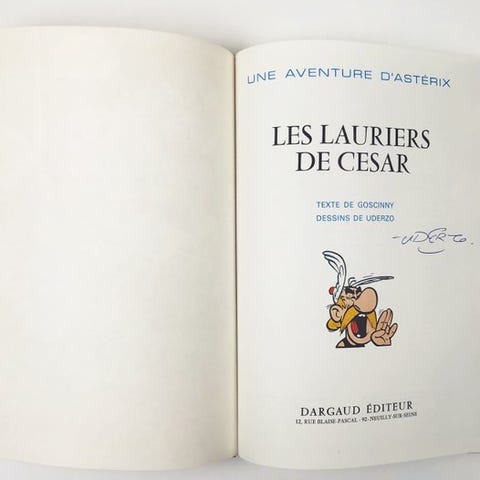 UNE AVENTURE D'ASTÉRIX
LES LAURIERS
DE CESAR
TEXTE DE GOSCINNY
DESSINS DE UDERZO
UDERZO
DARGAUD ÉDITEUR
12, RUE BLAISE-PASCAL - 92 - NEUILLY-SUR-SEINE